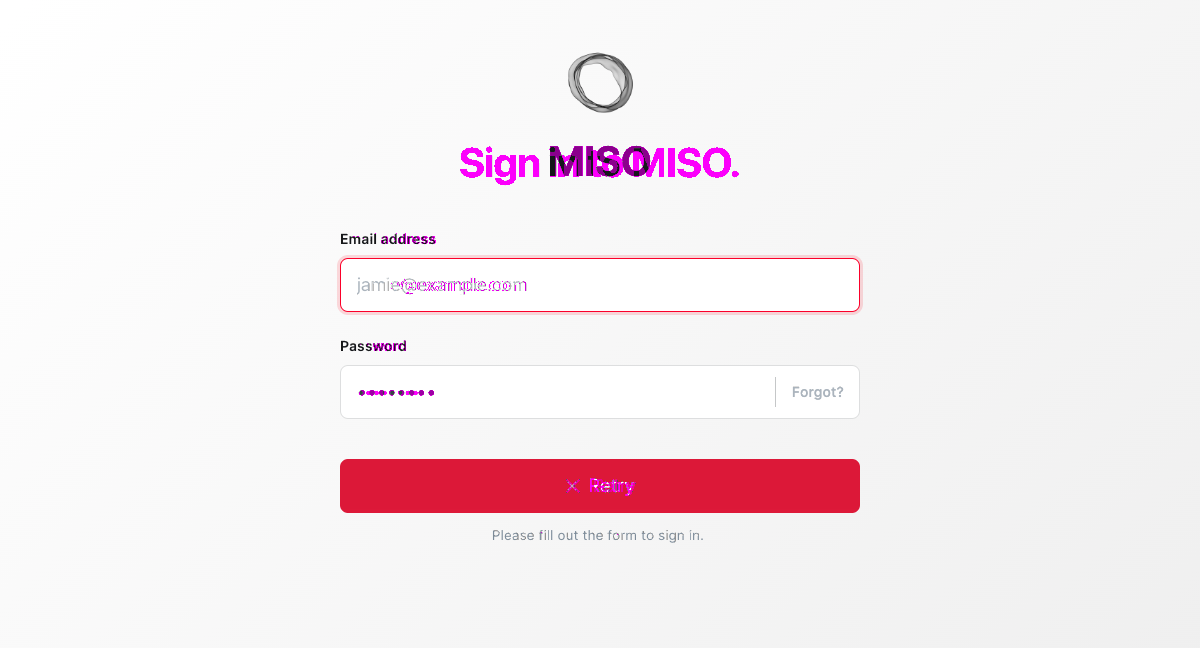 Sign MISO MISO.
Email address
jamie@example.com
Password
••••••••
Forgot?
Retry
Please fill out the form to sign in.